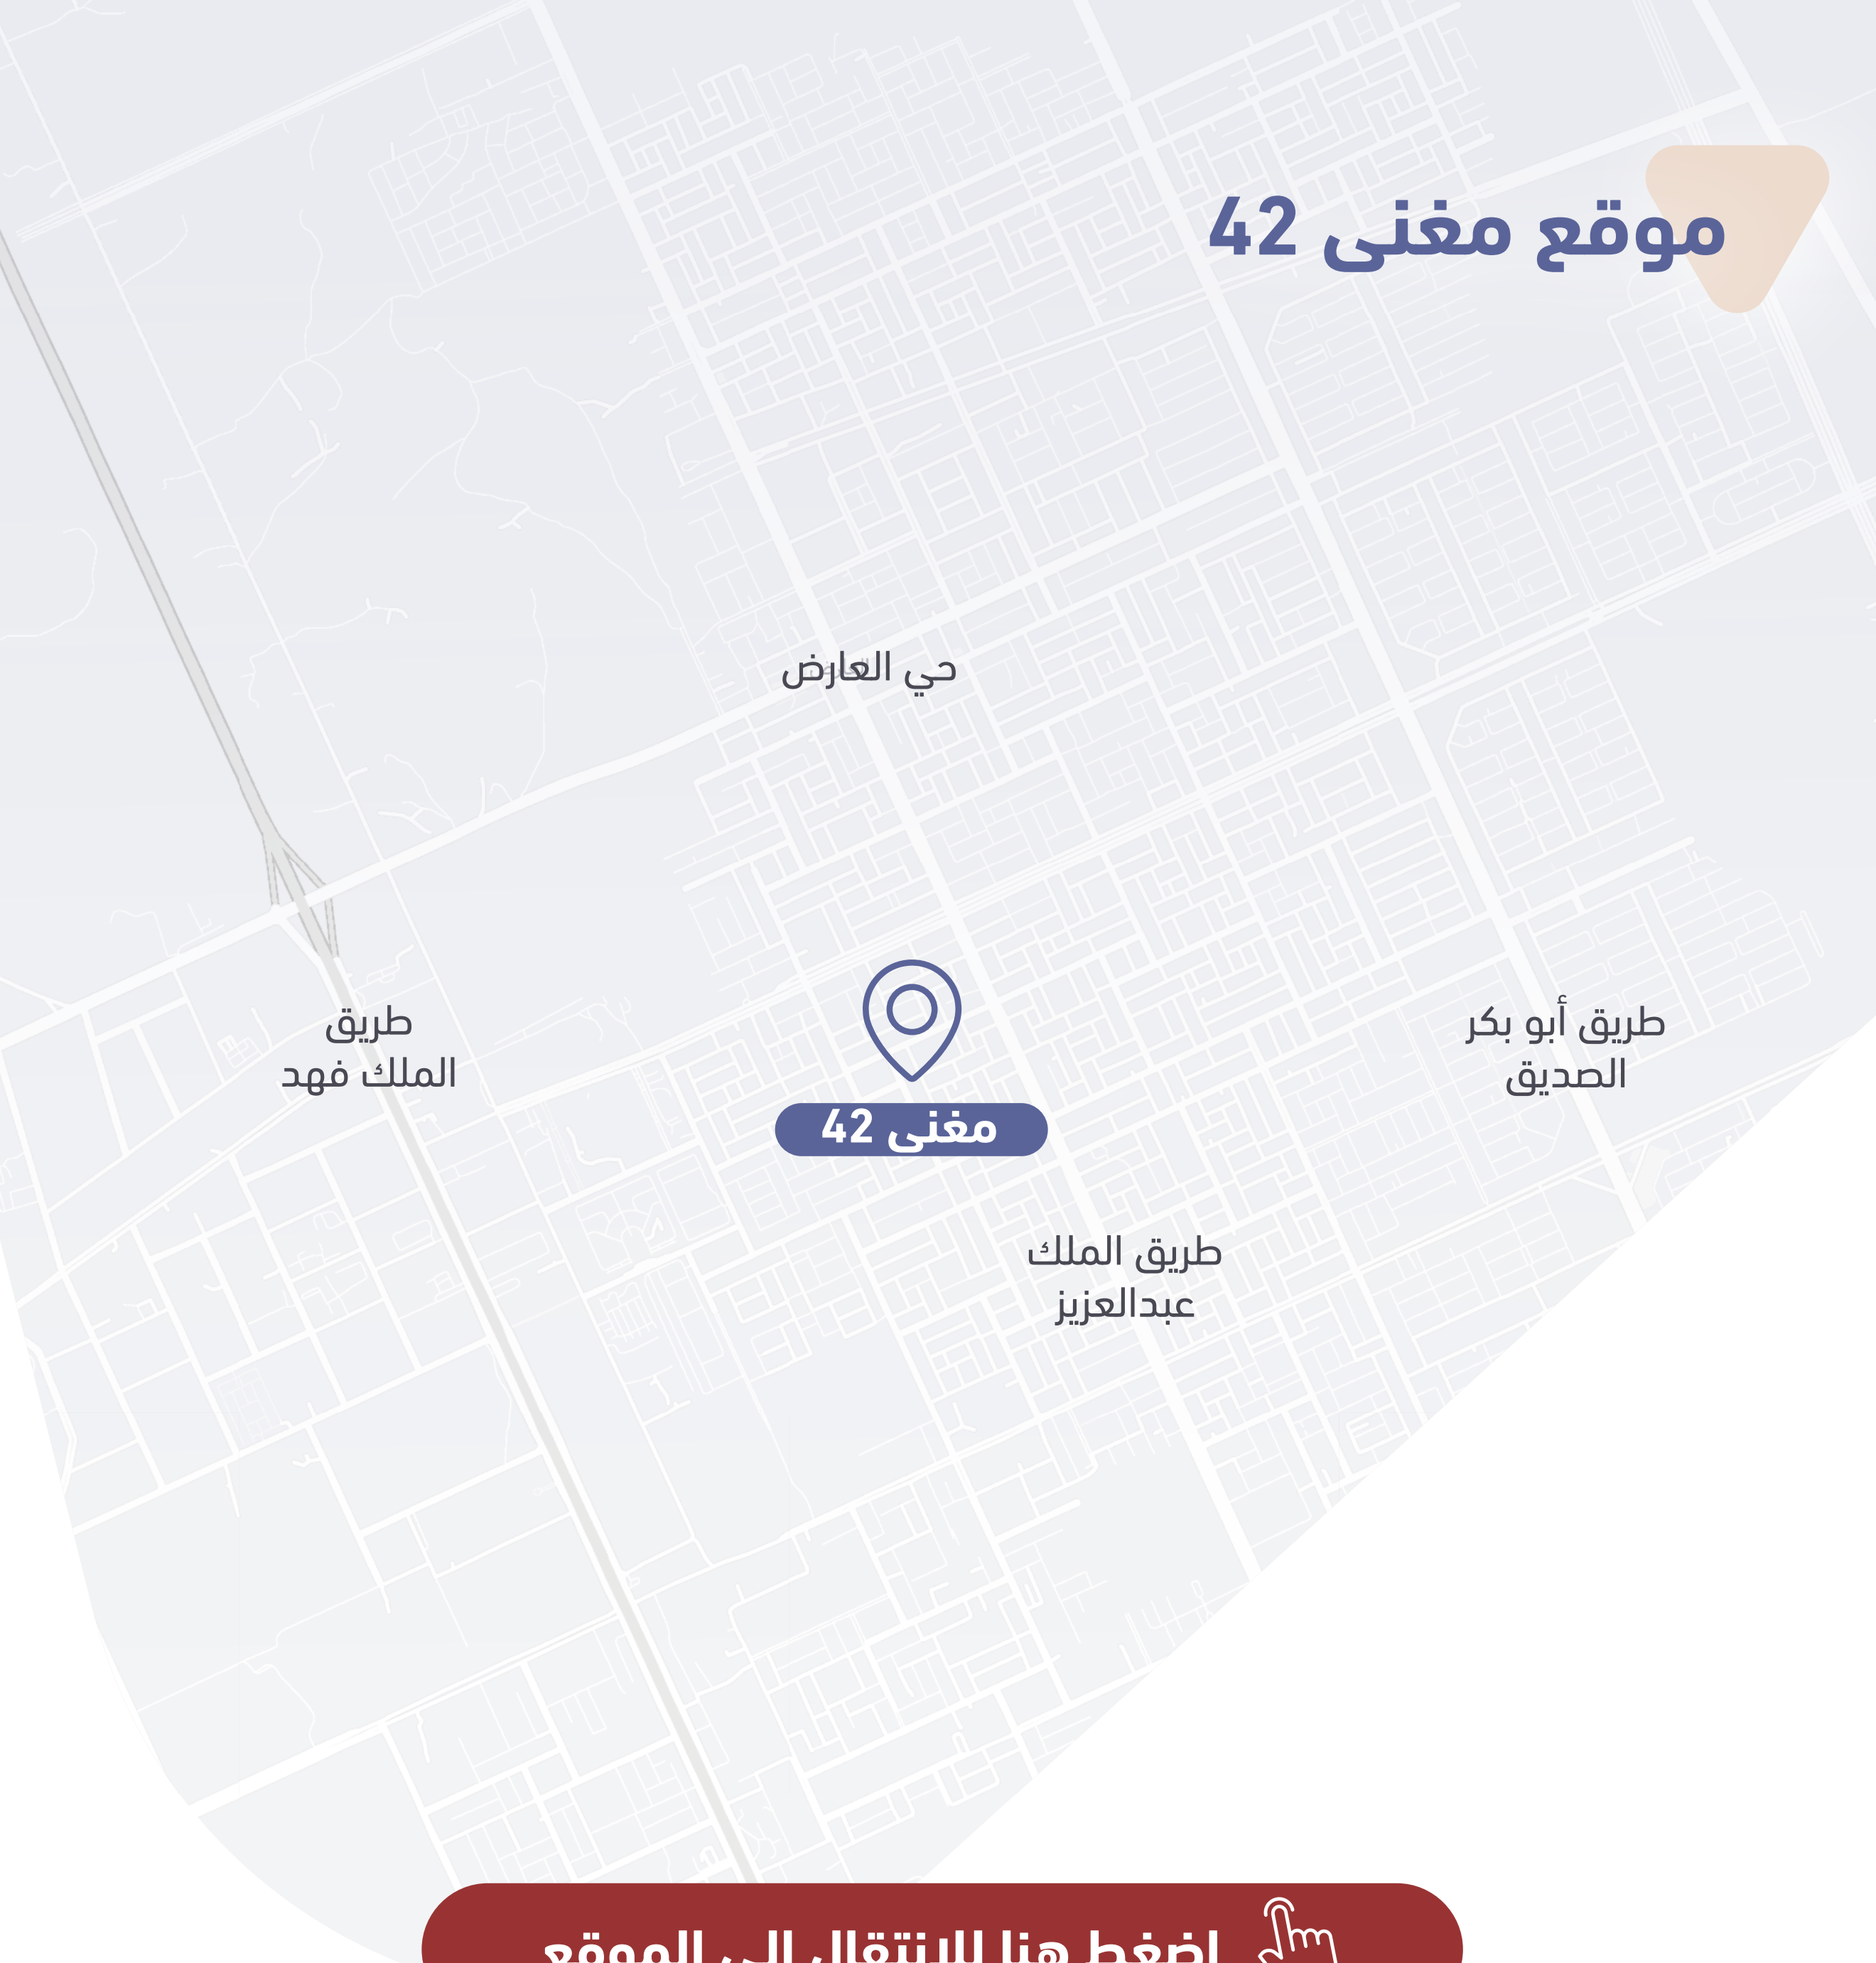 موقع مغنى 42
حي العارض
طريق أبو بكر
الصديق
طريق
الملك فهد
مغنى 42
طريق الملك
عبدالعزيز
اضغط هنا للانتقال إلى الموقع